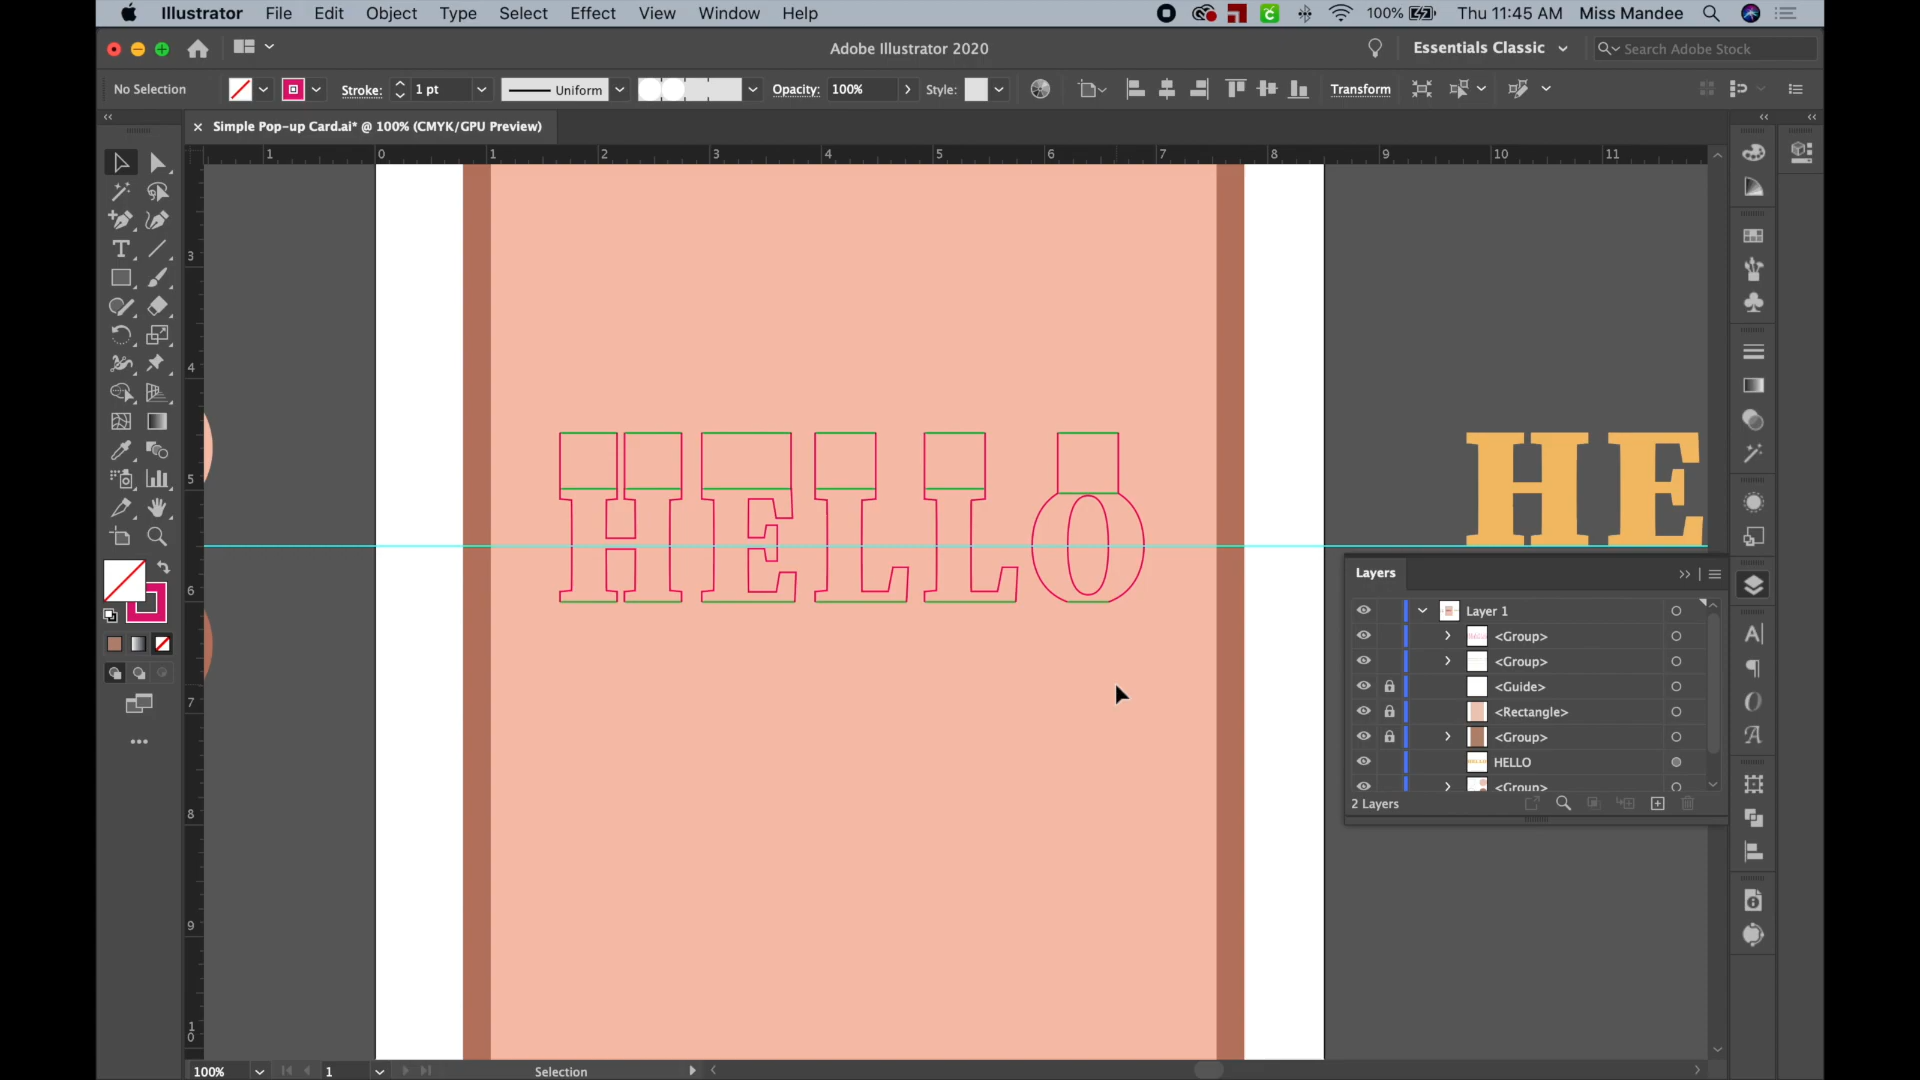 Illustrator File Edit Object Type Select Effect View Window Help 100% Thu 11:45 AM Miss Mandee
Adobe Illustrator 2020 Essentials Classic Search Adobe Stock
No Selection Stroke: 1 pt Uniform Opacity: 100% Style: Transform
Simple Pop-up Card.ai* @ 100% (CMYK/GPU Preview)
1 0 1 2 3 4 5 6 7 8 9 10 11
3
4
5
6
7
8
9
10
HELLO
HE
Layers
Layer 1
<Group>
<Group>
<Guide>
<Rectangle>
<Group>
HELLO
<Group>
2 Layers
100% 1 Selection